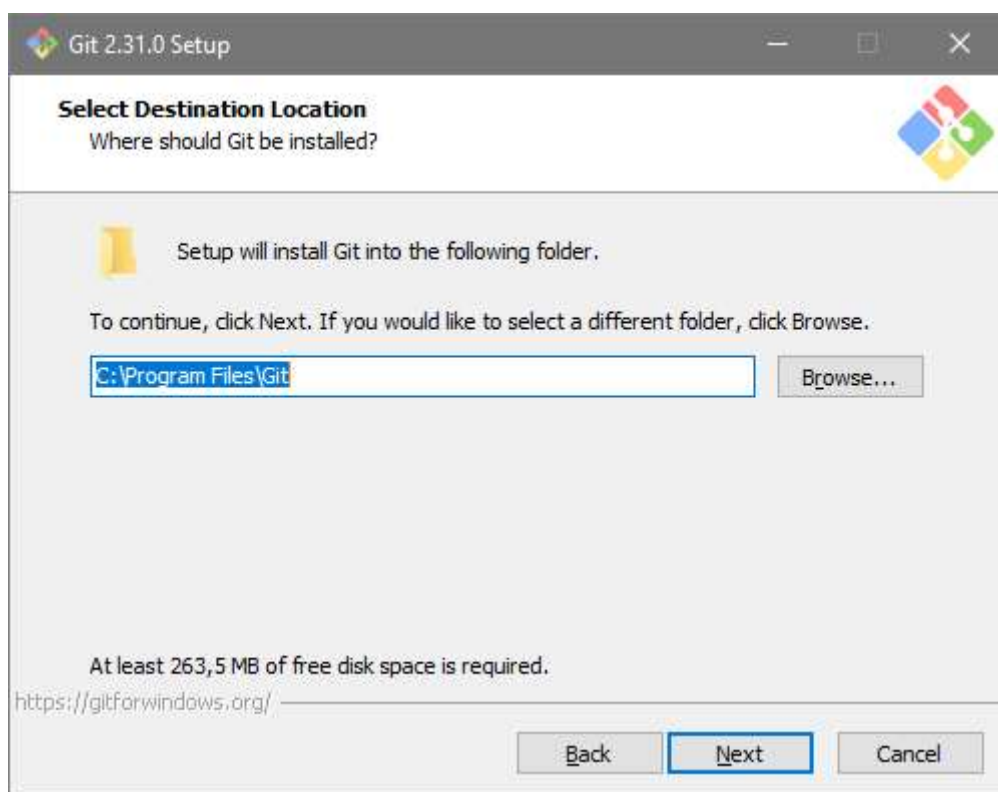 Git 2.31.0 Setup
Select Destination Location
Where should Git be installed?
Setup will install Git into the following folder.
To continue, click Next. If you would like to select a different folder, click Browse.
C:\Program Files\Git
Browse...
At least 263,5 MB of free disk space is required.
https://gitforwindows.org/
Back
Next
Cancel